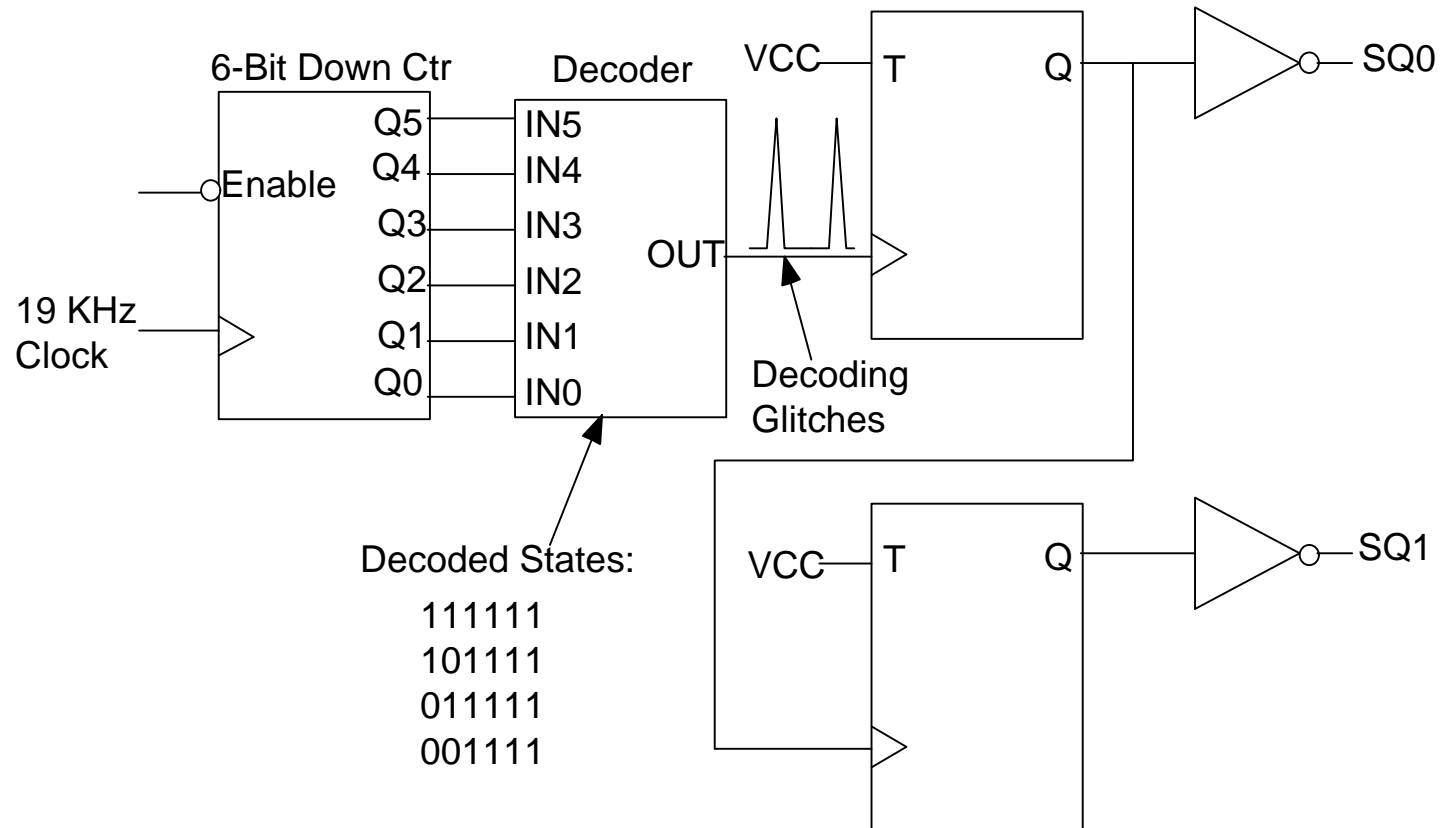 6-Bit Down Ctr
Decoder
VCC
T
Q
SQ0
Q5
IN5
Enable
Q4
IN4
Q3
IN3
OUT
Q2
IN2
19 KHz
Clock
Q1
IN1
Q0
IN0
Decoding
Glitches
Decoded States:
111111
101111
011111
001111
VCC
T
Q
SQ1